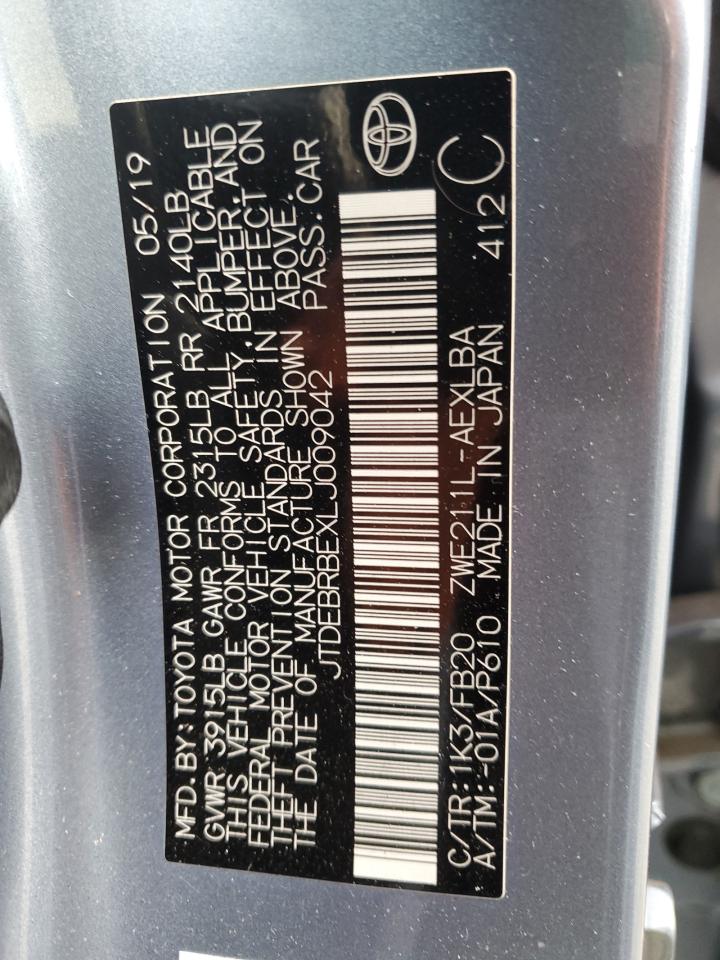 MFD.BY:TOYOTA MOTOR CORPORATION 05/19
GVWR 3915LB GAWR FR 2315LB RR 2140LB
THIS VEHICLE CONFORMS TO ALL APPLICABLE
FEDERAL MOTOR VEHICLE SAFETY,BUMPER,AND
THEFT PREVENTION STANDARDS IN EFFECT ON
THE DATE OF MANUFACTURE SHOWN ABOVE.
JTDEBRBEXLJ009042 PASS.CAR
C/TR:1K3/FB20 ZWE211L-AEXLBA
A/TM:-01A/P610 MADE IN JAPAN 412 C